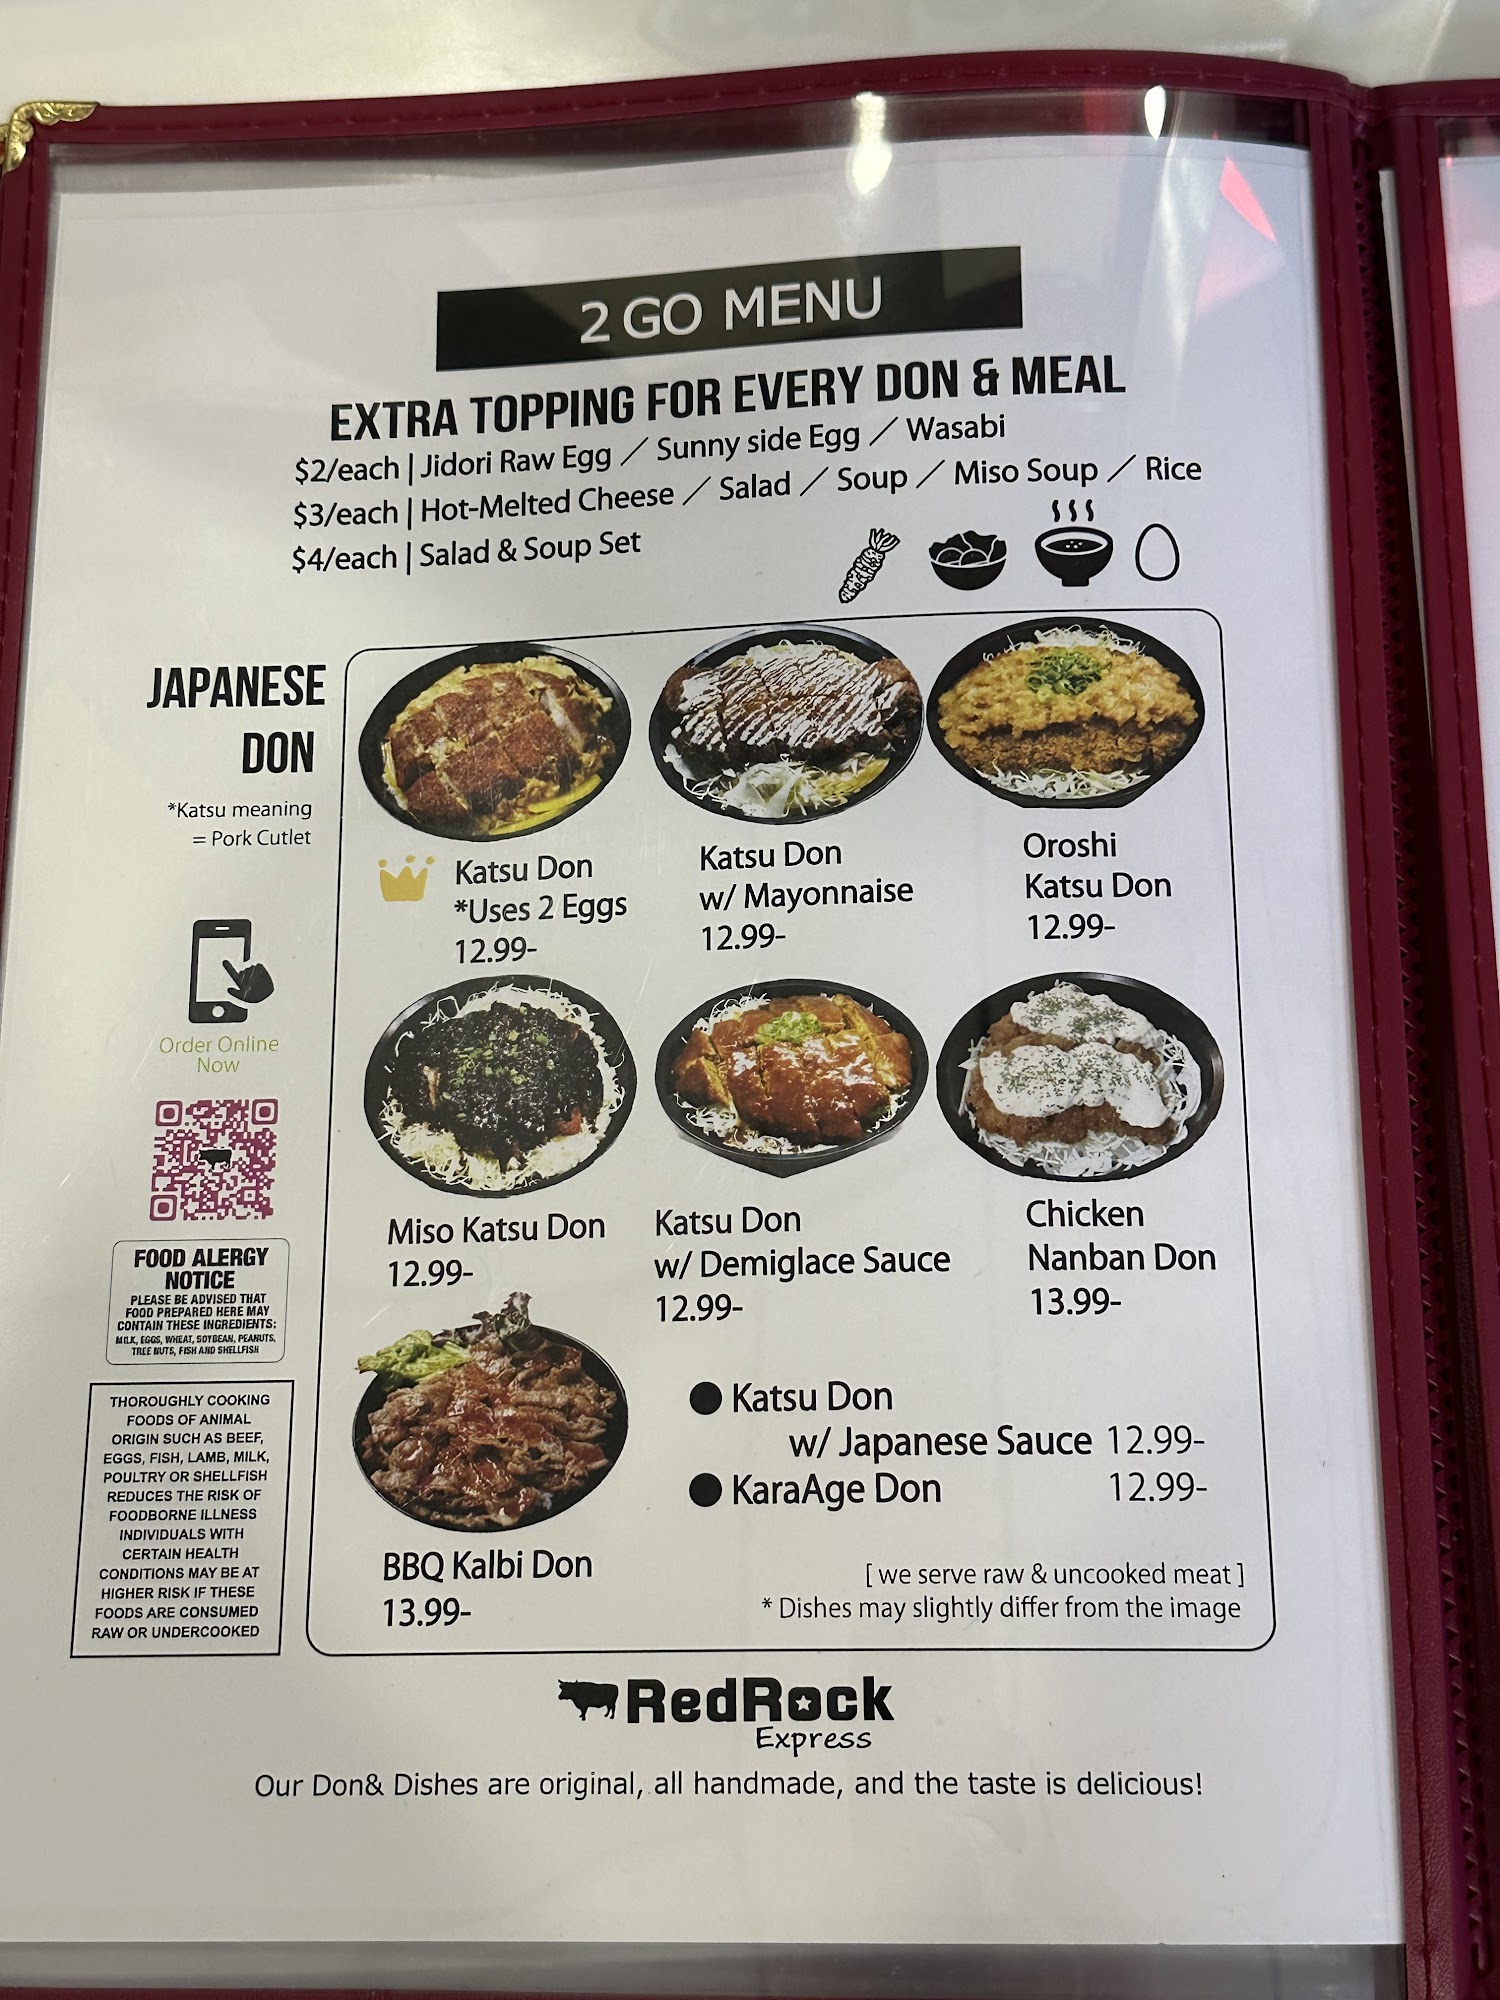 2 GO MENU
EXTRA TOPPING FOR EVERY DON & MEAL
$2/each | Jidori Raw Egg / Sunny side Egg / Wasabi
$3/each | Hot-Melted Cheese / Salad / Soup / Miso Soup / Rice
$4/each | Salad & Soup Set
JAPANESE
DON
*Katsu meaning
= Pork Cutlet
Katsu Don
*Uses 2 Eggs
12.99-
Katsu Don
w/ Mayonnaise
12.99-
Oroshi
Katsu Don
12.99-
Miso Katsu Don
12.99-
Katsu Don
w/ Demiglace Sauce
12.99-
Chicken
Nanban Don
13.99-
BBQ Kalbi Don
13.99-
● Katsu Don
w/ Japanese Sauce 12.99-
● KaraAge Don 12.99-
[ we serve raw & uncooked meat ]
* Dishes may slightly differ from the image
Order Online
Now
FOOD ALERGY
NOTICE
PLEASE BE ADVISED THAT
FOOD PREPARED HERE MAY
CONTAIN THESE INGREDIENTS:
MILK, EGGS, WHEAT, SOYBEAN, PEANUTS,
TREE NUTS, FISH AND SHELLFISH
THOROUGHLY COOKING
FOODS OF ANIMAL
ORIGIN SUCH AS BEEF,
EGGS, FISH, LAMB, MILK,
POULTRY OR SHELLFISH
REDUCES THE RISK OF
FOODBORNE ILLNESS
INDIVIDUALS WITH
CERTAIN HEALTH
CONDITIONS MAY BE AT
HIGHER RISK IF THESE
FOODS ARE CONSUMED
RAW OR UNDERCOOKED
RedRock
Express
Our Don& Dishes are original, all handmade, and the taste is delicious!